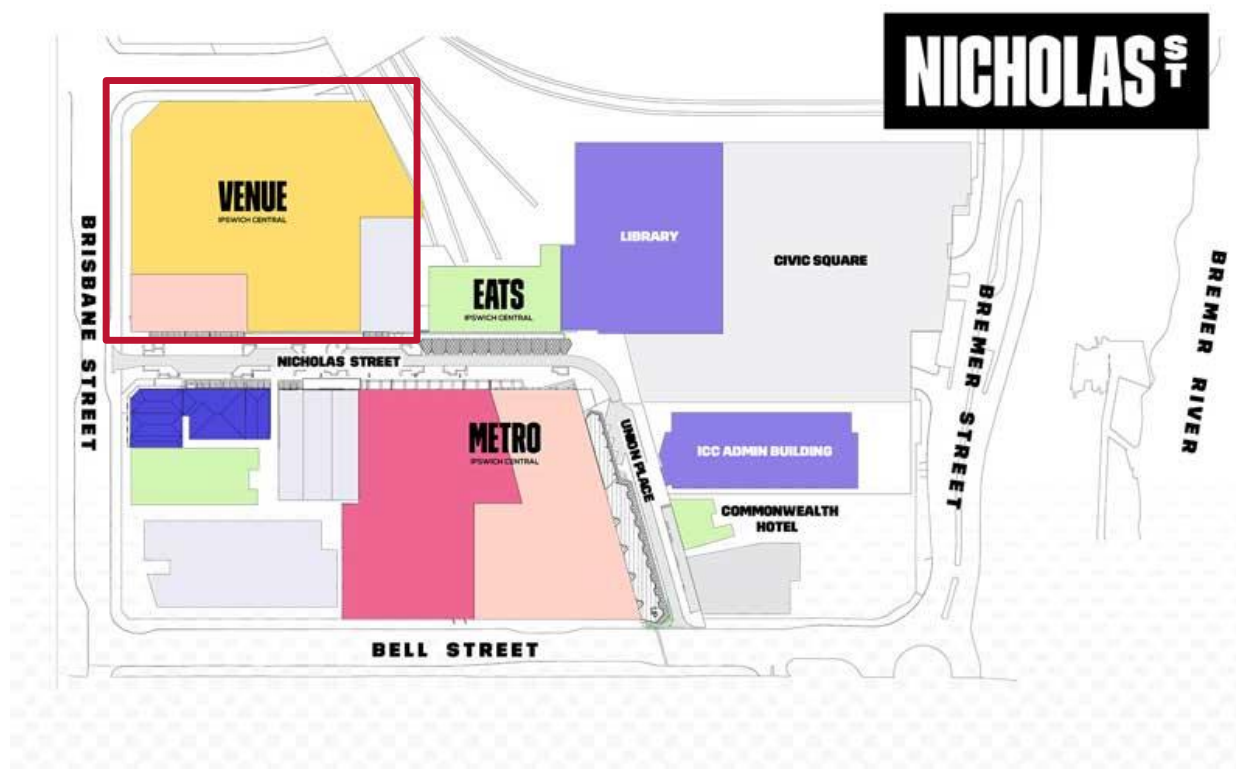 NICHOLAS ST
VENUE
IPSWICH CENTRAL
BRISBANE STREET
LIBRARY
CIVIC SQUARE
EATS
IPSWICH CENTRAL
BREMER STREET
BREMER RIVER
NICHOLAS STREET
METRO
IPSWICH CENTRAL
UNION PLACE
ICC ADMIN BUILDING
COMMONWEALTH
HOTEL
BELL STREET